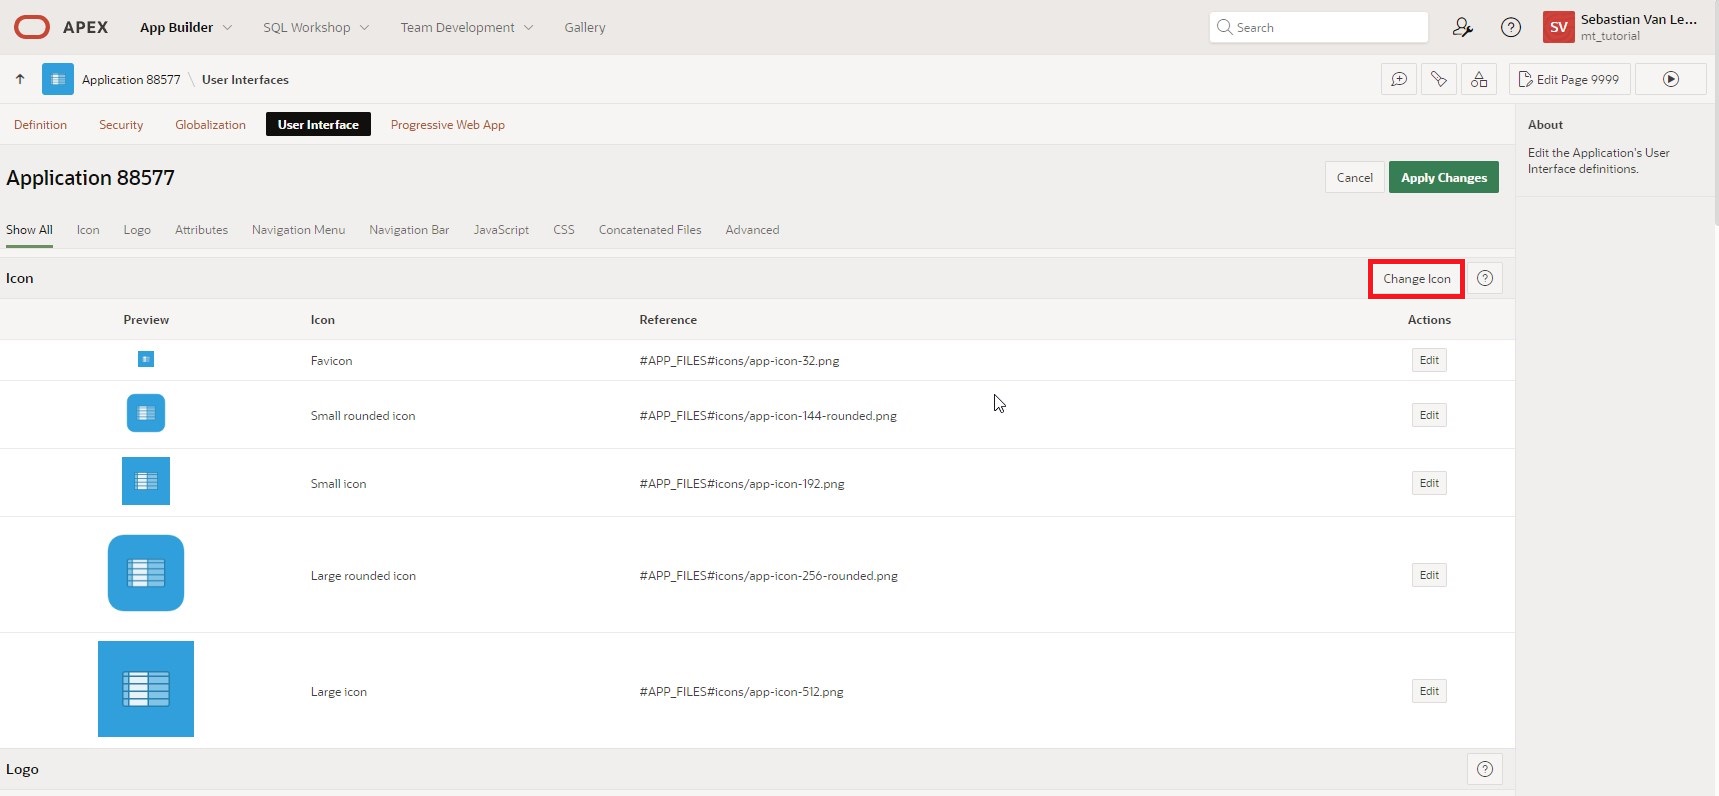 APEX App Builder SQL Workshop Team Development Gallery Search SV Sebastian Van Le...
mt_tutorial
Application 88577 \ User Interfaces Edit Page 9999
Definition Security Globalization User Interface Progressive Web App
About
Edit the Application's User
Interface definitions.
Application 88577 Cancel Apply Changes
Show All Icon Logo Attributes Navigation Menu Navigation Bar JavaScript CSS Concatenated Files Advanced
Icon Change Icon
Preview Icon Reference Actions
Favicon #APP_FILES#icons/app-icon-32.png Edit
Small rounded icon #APP_FILES#icons/app-icon-144-rounded.png Edit
Small icon #APP_FILES#icons/app-icon-192.png Edit
Large rounded icon #APP_FILES#icons/app-icon-256-rounded.png Edit
Large icon #APP_FILES#icons/app-icon-512.png Edit
Logo